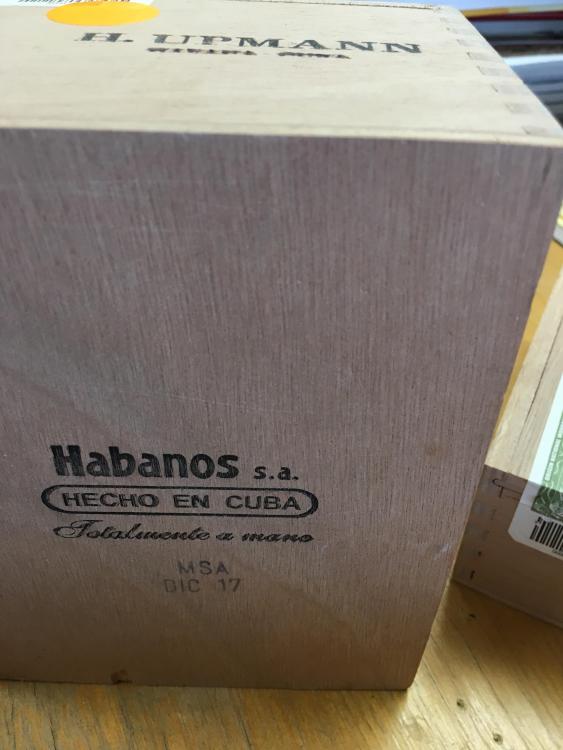 H. UPMANN
Habanos s.a.
HECHO EN CUBA
Totalmente a mano
MSA
DIC 17